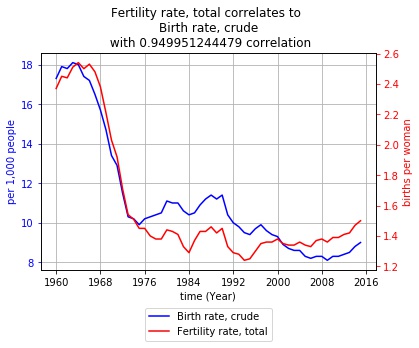 Fertility rate, total correlates to
Birth rate, crude
with 0.949951244479 correlation
18
16
14
12
10
8
per 1,000 people
2.6
2.4
2.2
2.0
1.8
1.6
1.4
1.2
births per woman
1960 1968 1976 1984 1992 2000 2008 2016
time (Year)
Birth rate, crude
Fertility rate, total